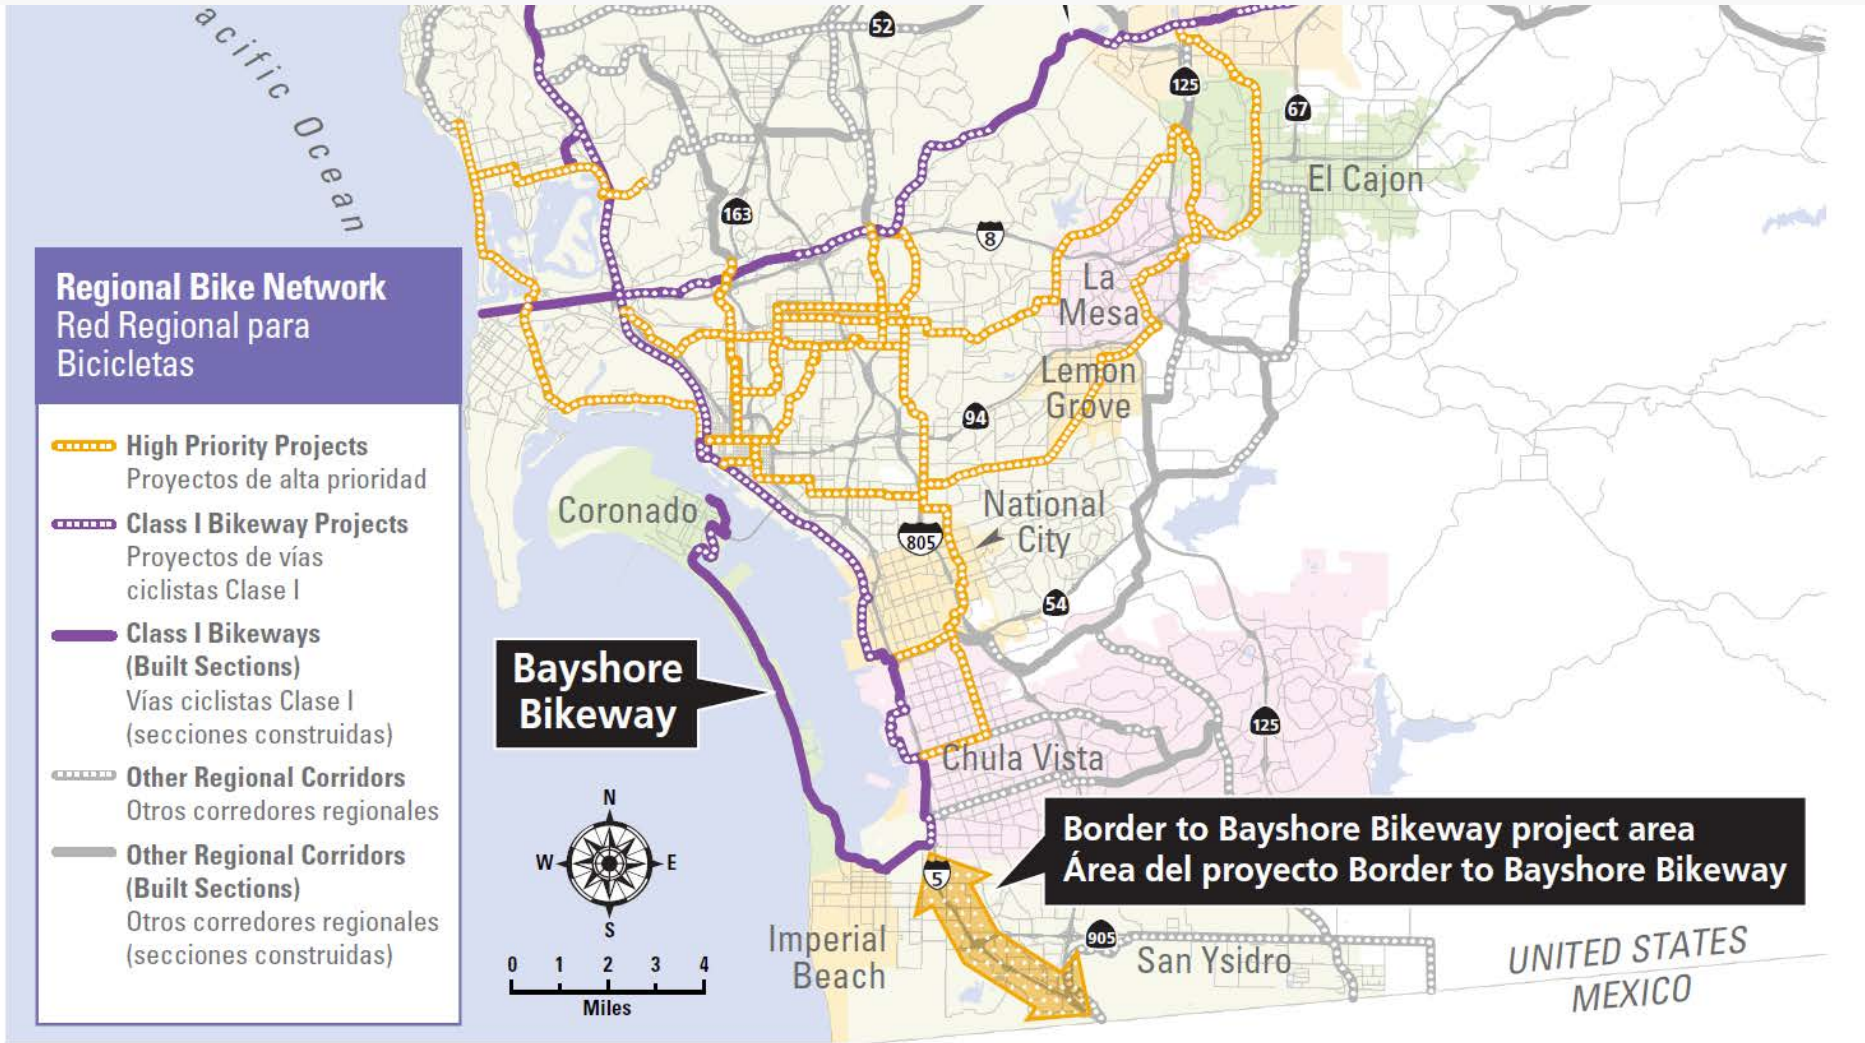 acific Ocean
52
125
67
El Cajon
163
8
La
Mesa
Lemon
Grove
94
Coronado
National
City
805
54
Bayshore
Bikeway
125
Chula Vista
Border to Bayshore Bikeway project area
Área del proyecto Border to Bayshore Bikeway
5
905
Imperial
Beach
San Ysidro
UNITED STATES
MEXICO
Regional Bike Network
Red Regional para
Bicicletas
High Priority Projects
Proyectos de alta prioridad
Class I Bikeway Projects
Proyectos de vías
ciclistas Clase I
Class I Bikeways
(Built Sections)
Vías ciclistas Clase I
(secciones construidas)
Other Regional Corridors
Otros corredores regionales
Other Regional Corridors
(Built Sections)
Otros corredores regionales
(secciones construidas)
N
W E
S
0 1 2 3 4
Miles